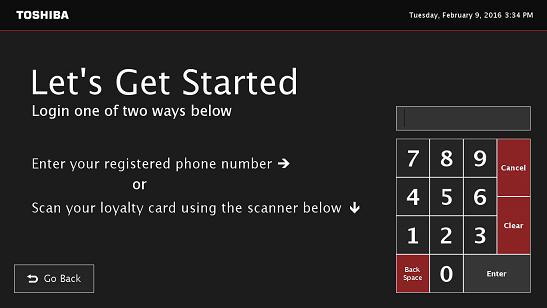 TOSHIBA
Tuesday, February 9, 2016 3:34 PM
Let's Get Started
Login one of two ways below
Enter your registered phone number →
or
Scan your loyalty card using the scanner below ↓
7 8 9 Cancel
4 5 6
Clear
1 2 3
Back Space 0 Enter
Go Back